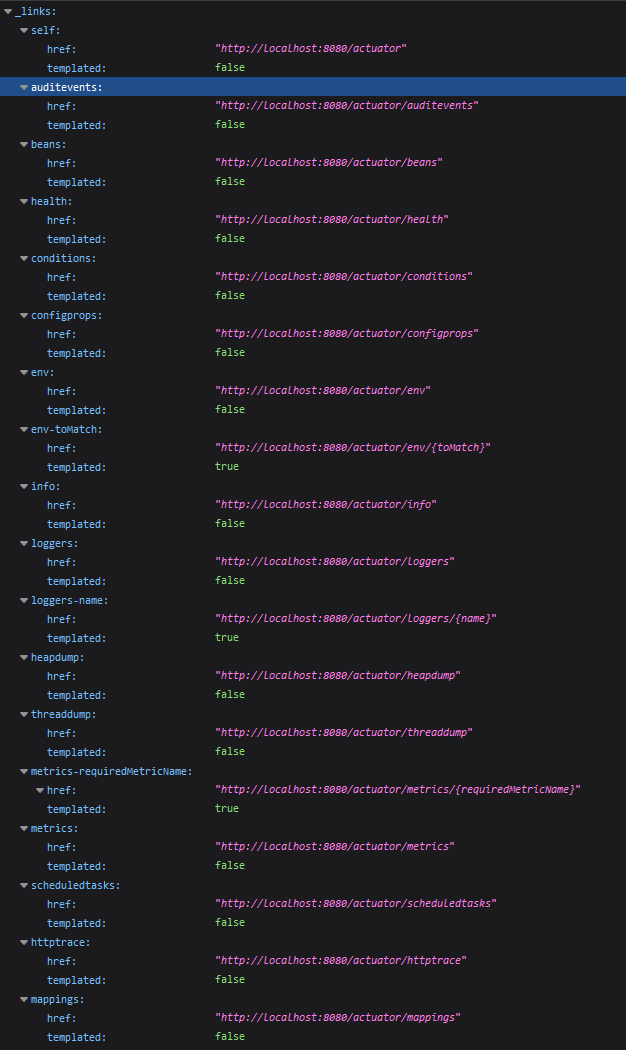 _links:
self:
href: "http://localhost:8080/actuator"
templated: false
auditevents:
href: "http://localhost:8080/actuator/auditevents"
templated: false
beans:
href: "http://localhost:8080/actuator/beans"
templated: false
health:
href: "http://localhost:8080/actuator/health"
templated: false
conditions:
href: "http://localhost:8080/actuator/conditions"
templated: false
configprops:
href: "http://localhost:8080/actuator/configprops"
templated: false
env:
href: "http://localhost:8080/actuator/env"
templated: false
env-toMatch:
href: "http://localhost:8080/actuator/env/{toMatch}"
templated: true
info:
href: "http://localhost:8080/actuator/info"
templated: false
loggers:
href: "http://localhost:8080/actuator/loggers"
templated: false
loggers-name:
href: "http://localhost:8080/actuator/loggers/{name}"
templated: true
heapdump:
href: "http://localhost:8080/actuator/heapdump"
templated: false
threaddump:
href: "http://localhost:8080/actuator/threaddump"
templated: false
metrics-requiredMetricName:
href: "http://localhost:8080/actuator/metrics/{requiredMetricName}"
templated: true
metrics:
href: "http://localhost:8080/actuator/metrics"
templated: false
scheduledtasks:
href: "http://localhost:8080/actuator/scheduledtasks"
templated: false
httptrace:
href: "http://localhost:8080/actuator/httptrace"
templated: false
mappings:
href: "http://localhost:8080/actuator/mappings"
templated: false